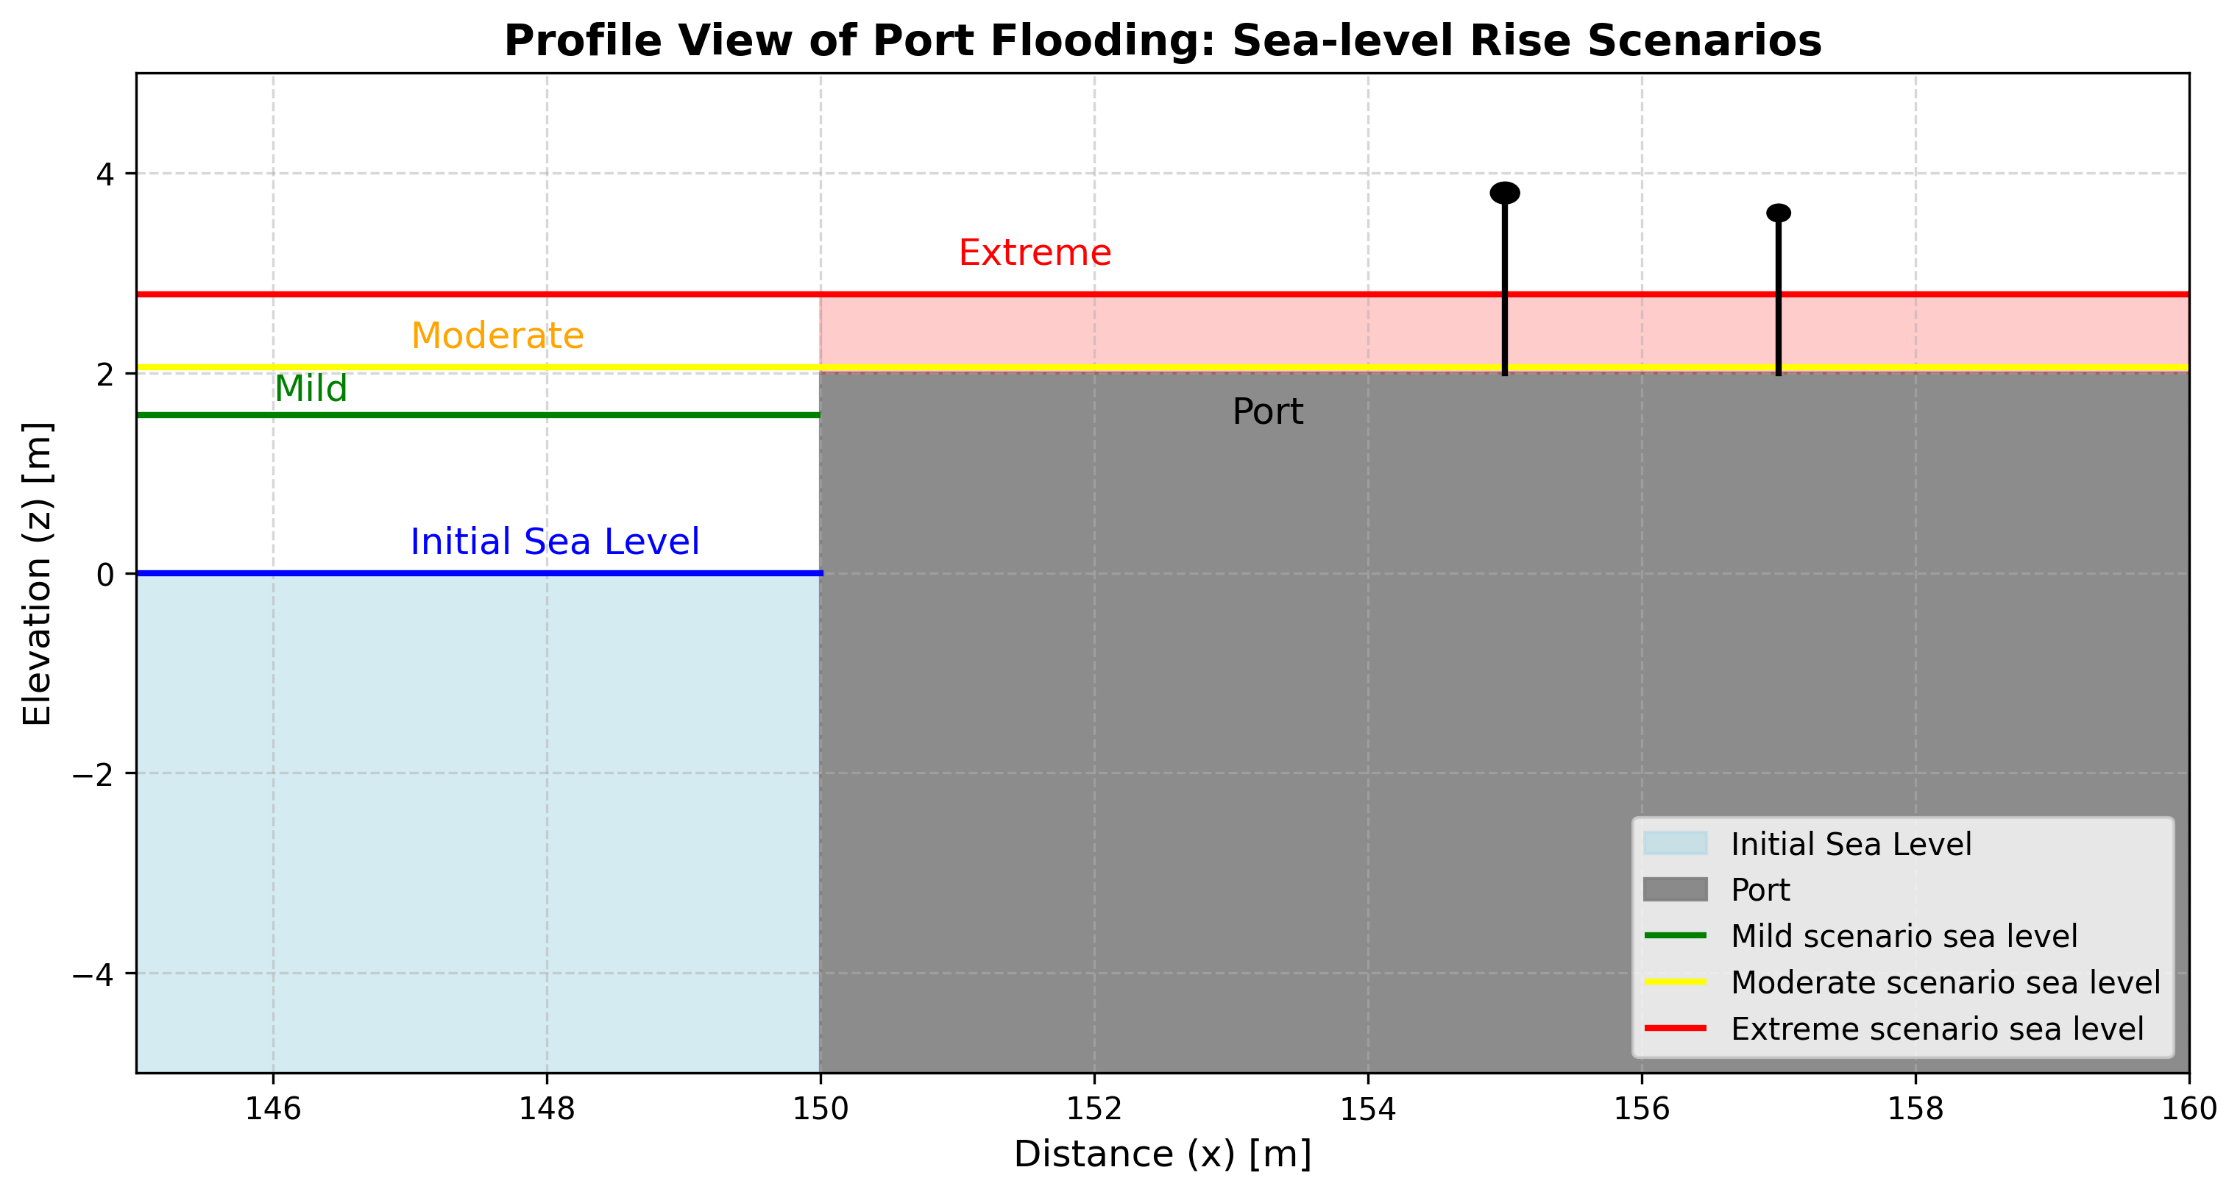 Profile View of Port Flooding: Sea-level Rise Scenarios
Elevation (z) [m]
4
2
0
−2
−4
Extreme
Moderate
Mild
Port
Initial Sea Level
Initial Sea Level
Port
Mild scenario sea level
Moderate scenario sea level
Extreme scenario sea level
146 148 150 152 154 156 158 160
Distance (x) [m]